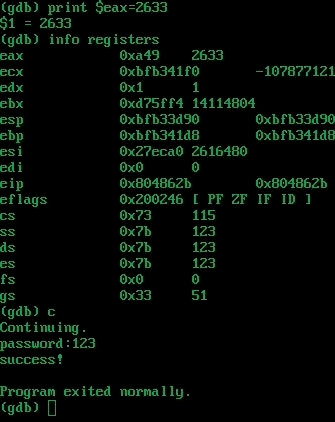 (gdb) print $eax=2633
$1 = 2633
(gdb) info registers
eax 0xa49 2633
ecx 0xbfb341f0 -107877121
edx 0x1 1
ebx 0xd75ff4 14114804
esp 0xbfb33d90 0xbfb33d90
ebp 0xbfb341d8 0xbfb341d8
esi 0x27eca0 2616480
edi 0x0 0
eip 0x804862b 0x804862b
eflags 0x200246 [ PF ZF IF ID ]
cs 0x73 115
ss 0x7b 123
ds 0x7b 123
es 0x7b 123
fs 0x0 0
gs 0x33 51
(gdb) c
Continuing.
password:123
success!
Program exited normally.
(gdb)